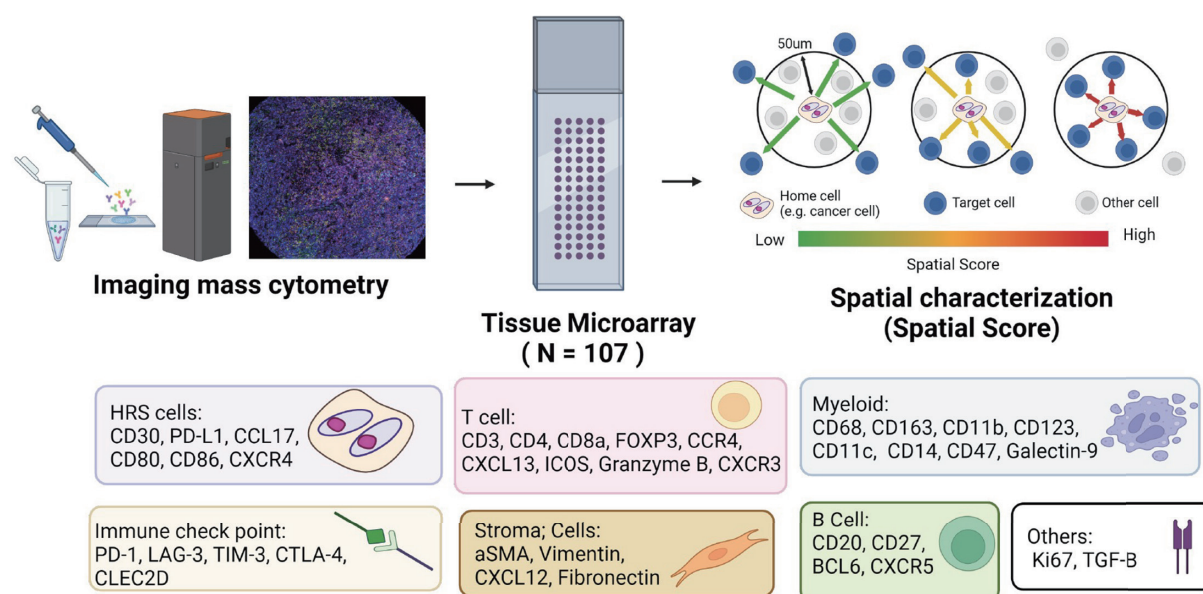 50um
Home cell
(e.g. cancer cell)
Target cell
Other cell
Low
High
Spatial Score
Imaging mass cytometry
Tissue Microarray
( N = 107 )
Spatial characterization
(Spatial Score)
HRS cells:
CD30, PD-L1, CCL17,
CD80, CD86, CXCR4
T cell:
CD3, CD4, CD8a, FOXP3, CCR4,
CXCL13, ICOS, Granzyme B, CXCR3
Myeloid:
CD68, CD163, CD11b, CD123,
CD11c, CD14, CD47, Galectin-9
Immune check point:
PD-1, LAG-3, TIM-3, CTLA-4,
CLEC2D
Stroma; Cells:
aSMA, Vimentin,
CXCL12, Fibronectin
B Cell:
CD20, CD27,
BCL6, CXCR5
Others:
Ki67, TGF-B